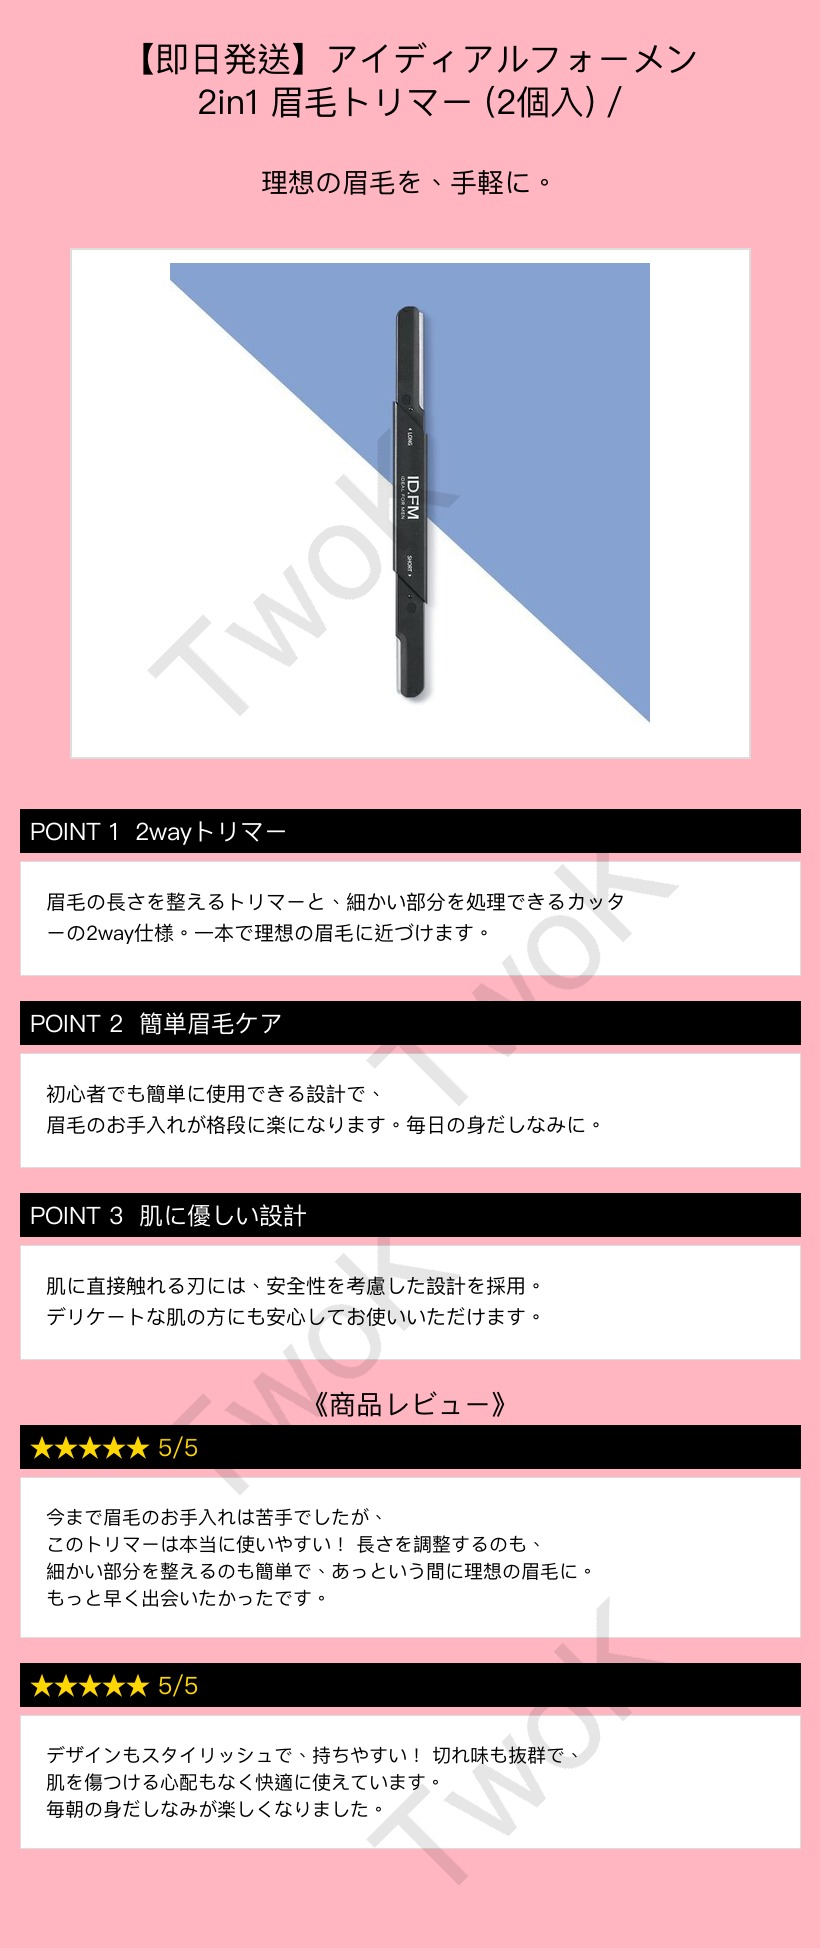 【即日発送】アイディアルフォーメン
2in1 眉毛トリマー (2個入) /
理想の眉毛を、手軽に。
LONG
ID.FM
IDEAL FOR MEN
SHORT
POINT 1 2wayトリマー
眉毛の長さを整えるトリマーと、細かい部分を処理できるカッタ
ーの2way仕様。一本で理想の眉毛に近づけます。
POINT 2 簡単眉毛ケア
初心者でも簡単に使用できる設計で、
眉毛のお手入れが格段に楽になります。毎日の身だしなみに。
POINT 3 肌に優しい設計
肌に直接触れる刃には、安全性を考慮した設計を採用。
デリケートな肌の方にも安心してお使いいただけます。
《商品レビュー》
★★★★★ 5/5
今まで眉毛のお手入れは苦手でしたが、
このトリマーは本当に使いやすい！ 長さを調整するのも、
細かい部分を整えるのも簡単で、あっという間に理想の眉毛に。
もっと早く出会いたかったです。
★★★★★ 5/5
デザインもスタイリッシュで、持ちやすい！ 切れ味も抜群で、
肌を傷つける心配もなく快適に使えています。
毎朝の身だしなみが楽しくなりました。
TwoK
TwoK
TwoK
TwoK